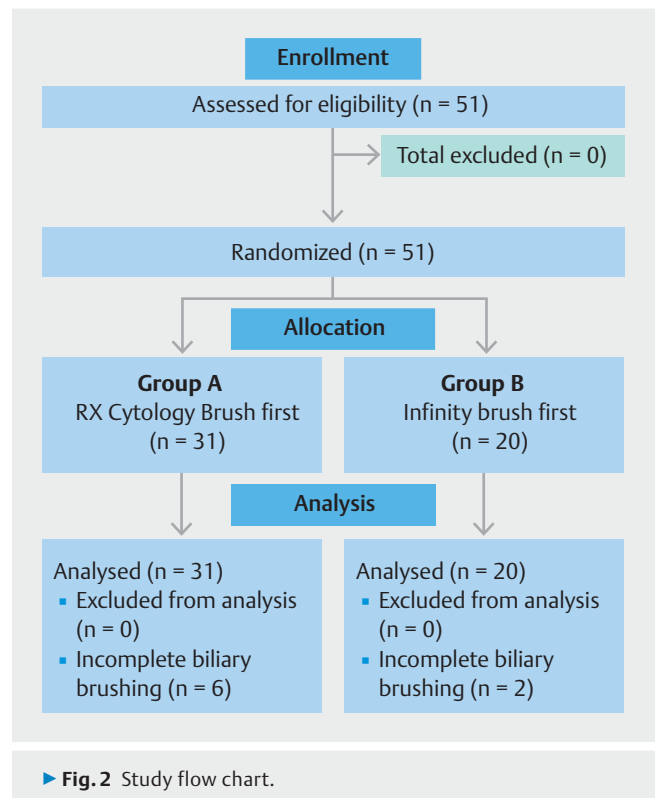 Enrollment
Assessed for eligibility (n = 51)
Total excluded (n = 0)
Randomized (n = 51)
Allocation
Group A
RX Cytology Brush first
(n = 31)
Group B
Infinity brush first
(n = 20)
Analysis
Analysed (n = 31)
▪ Excluded from analysis
(n = 0)
▪ Incomplete biliary
brushing (n = 6)
Analysed (n = 20)
▪ Excluded from analysis
(n = 0)
▪ Incomplete biliary
brushing (n = 2)
▶ Fig. 2 Study flow chart.